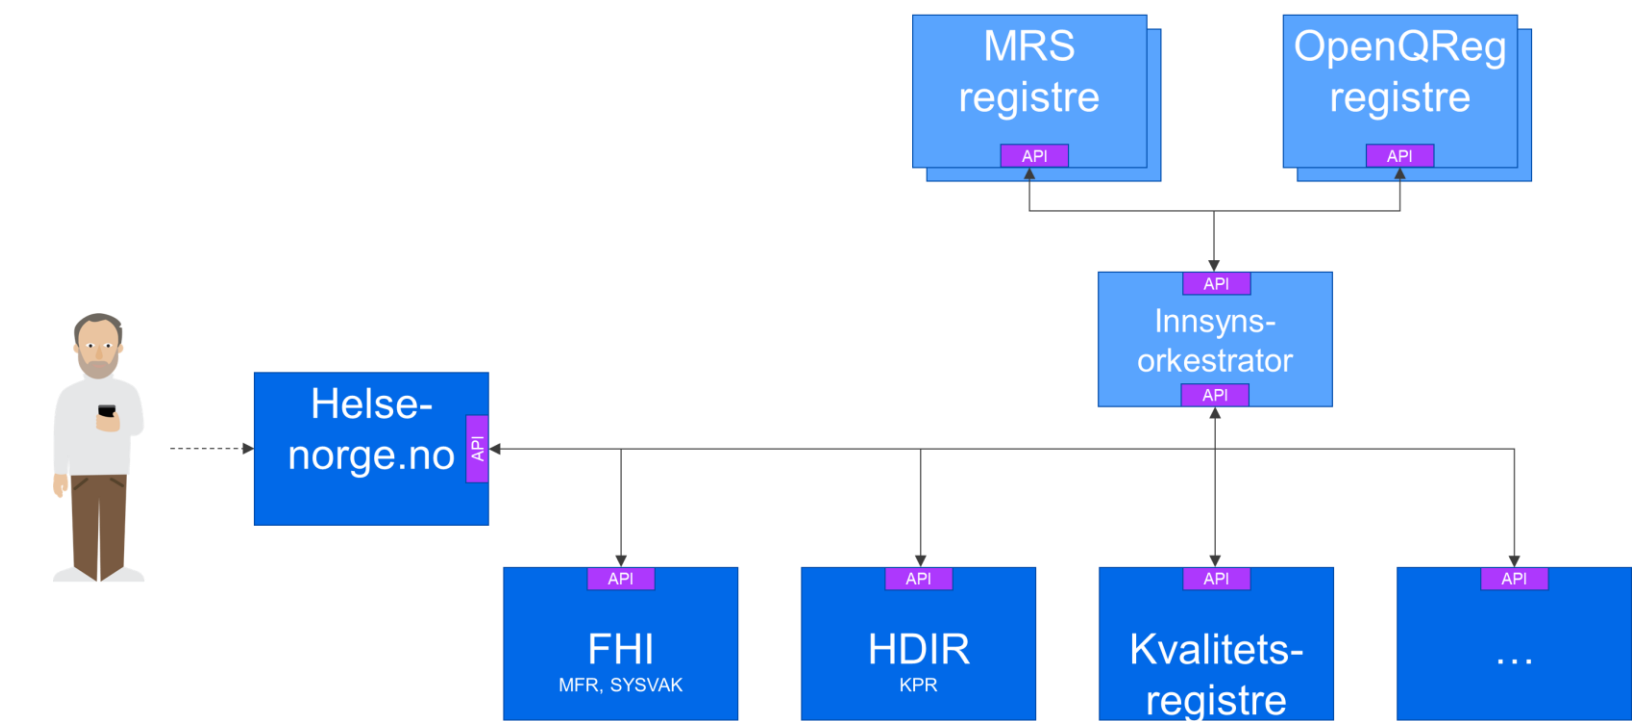 MRS
registre
API
OpenQReg
registre
API
API
Innsyns-
orkestrator
API
Helse-
norge.no
API
API
FHI
MFR, SYSVAK
API
HDIR
KPR
API
Kvalitets-
registre
API
...